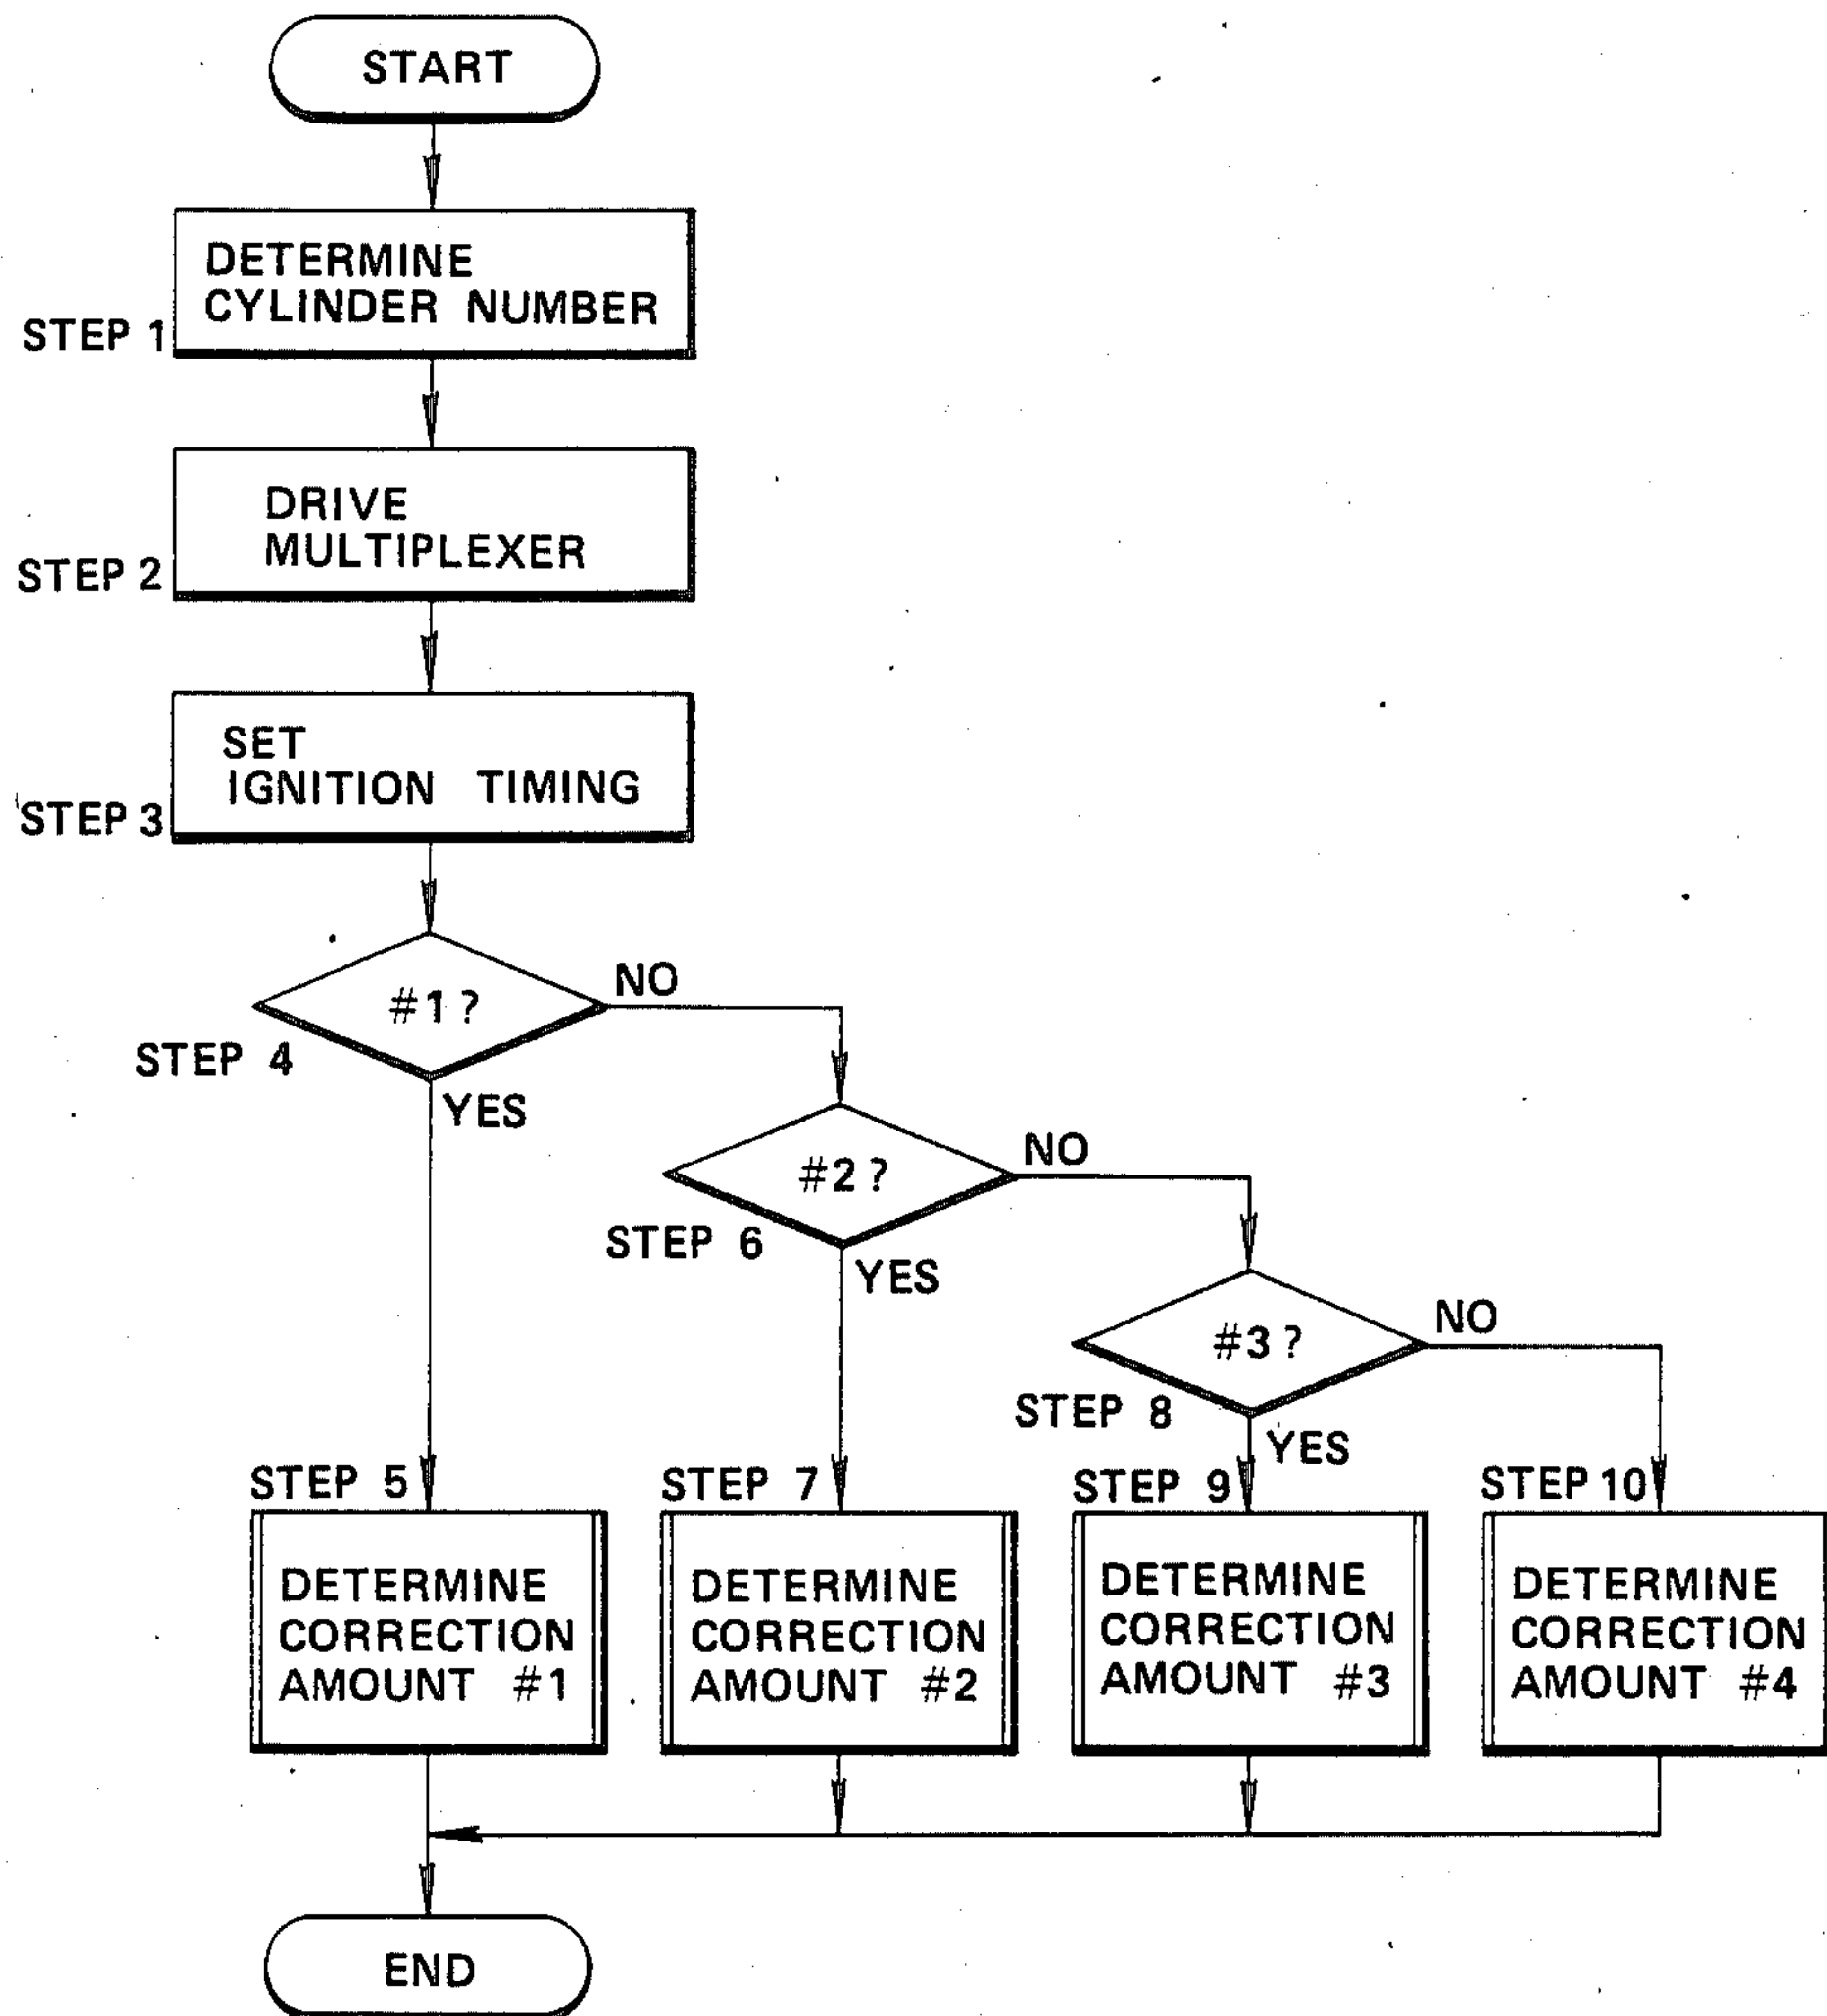 START
DETERMINE
CYLINDER NUMBER
STEP 1
DRIVE
MULTIPLEXER
STEP 2
SET
IGNITION TIMING
STEP 3
#1?
NO
STEP 4
YES
#2?
NO
STEP 6
YES
#3?
NO
STEP 8
YES
STEP 5
DETERMINE
CORRECTION
AMOUNT #1
STEP 7
DETERMINE
CORRECTION
AMOUNT #2
STEP 9
DETERMINE
CORRECTION
AMOUNT #3
STEP 10
DETERMINE
CORRECTION
AMOUNT #4
END